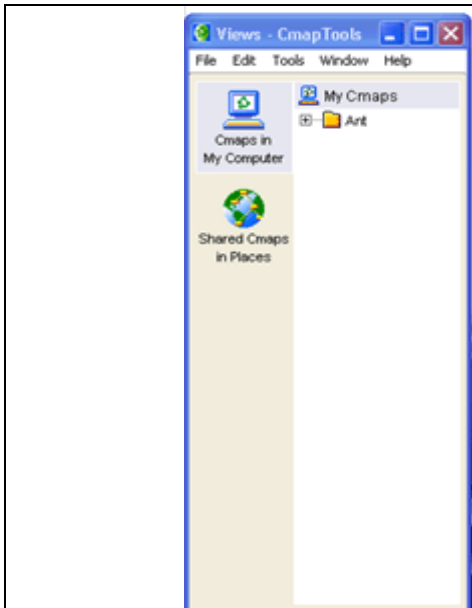 Views - CmapTools
File Edit Tools Window Help
My Cmaps
Ant
Cmaps in
My Computer
Shared Cmaps
in Places